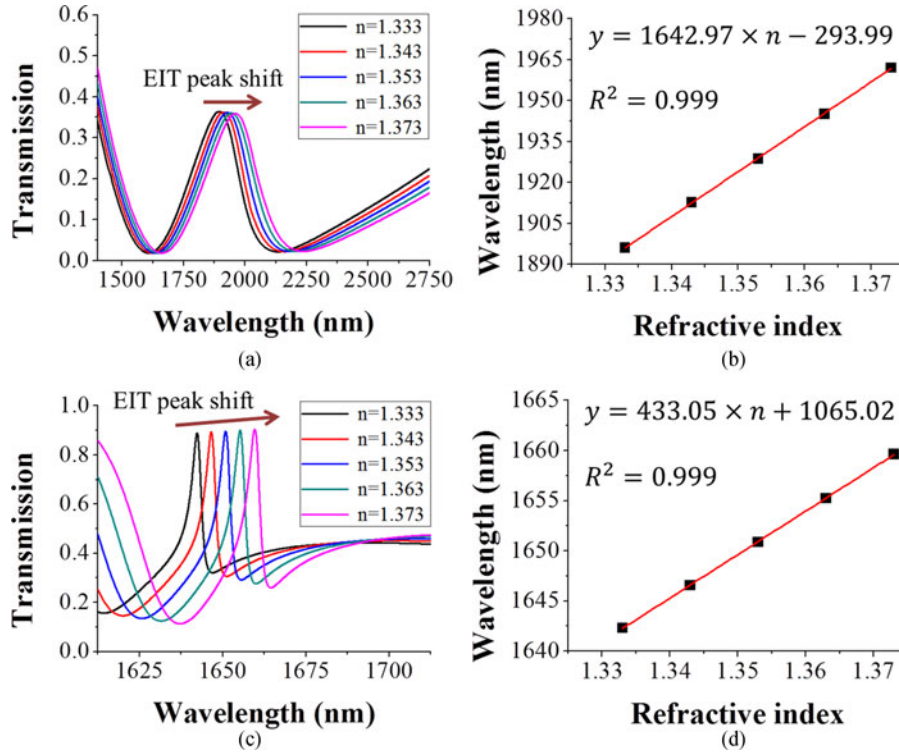 (a)
0.6
0.5
0.4
0.3
0.2
0.1
0.0
Transmission
EIT peak shift
n=1.333
n=1.343
n=1.353
n=1.363
n=1.373
1500 1750 2000 2250 2500 2750
Wavelength (nm)
(a)
(b)
1980
1965
1950
1935
1920
1905
1890
Wavelength (nm)
y = 1642.97 × n − 293.99
R² = 0.999
1.33 1.34 1.35 1.36 1.37
Refractive index
(b)
(c)
1.0
0.8
0.6
0.4
0.2
0.0
Transmission
EIT peak shift
n=1.333
n=1.343
n=1.353
n=1.363
n=1.373
1625 1650 1675 1700
Wavelength (nm)
(c)
(d)
1665
1660
1655
1650
1645
1640
Wavelength (nm)
y = 433.05 × n + 1065.02
R² = 0.999
1.33 1.34 1.35 1.36 1.37
Refractive index
(d)